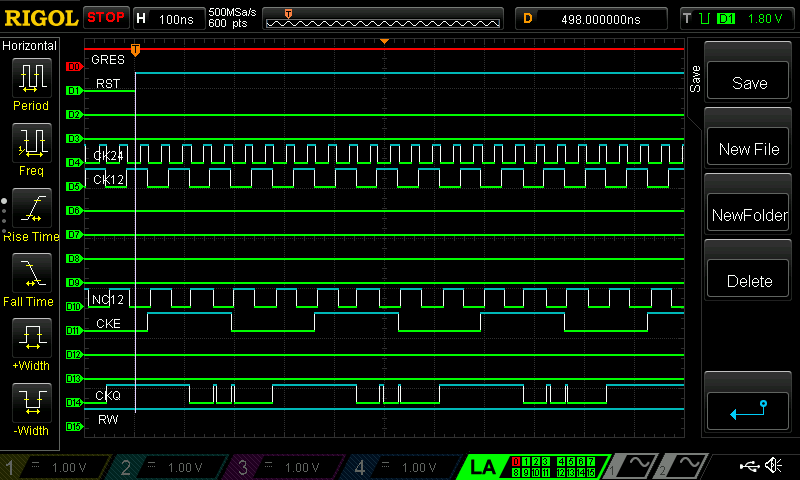 RIGOL STOP H 100ns 500MSa/s 600 pts D 498.000000ns T D1 1.80 V
Horizontal
Period
Freq
Rise Time
Fall Time
+Width
-Width
T
T
D0 GRES
D1 RST
D2
D3
D4 CK24
D5 CK12
D6
D7
D8
D9
D10 NC12
D11 CKE
D12
D13
D14 CKQ
D15 RW
Save
Save
New File
NewFolder
Delete
1 1.00 V 2 1.00 V 3 1.00 V 4 1.00 V LA 0 1 2 3 4 5 6 7 1 2
8 9 10 11 12 13 14 15